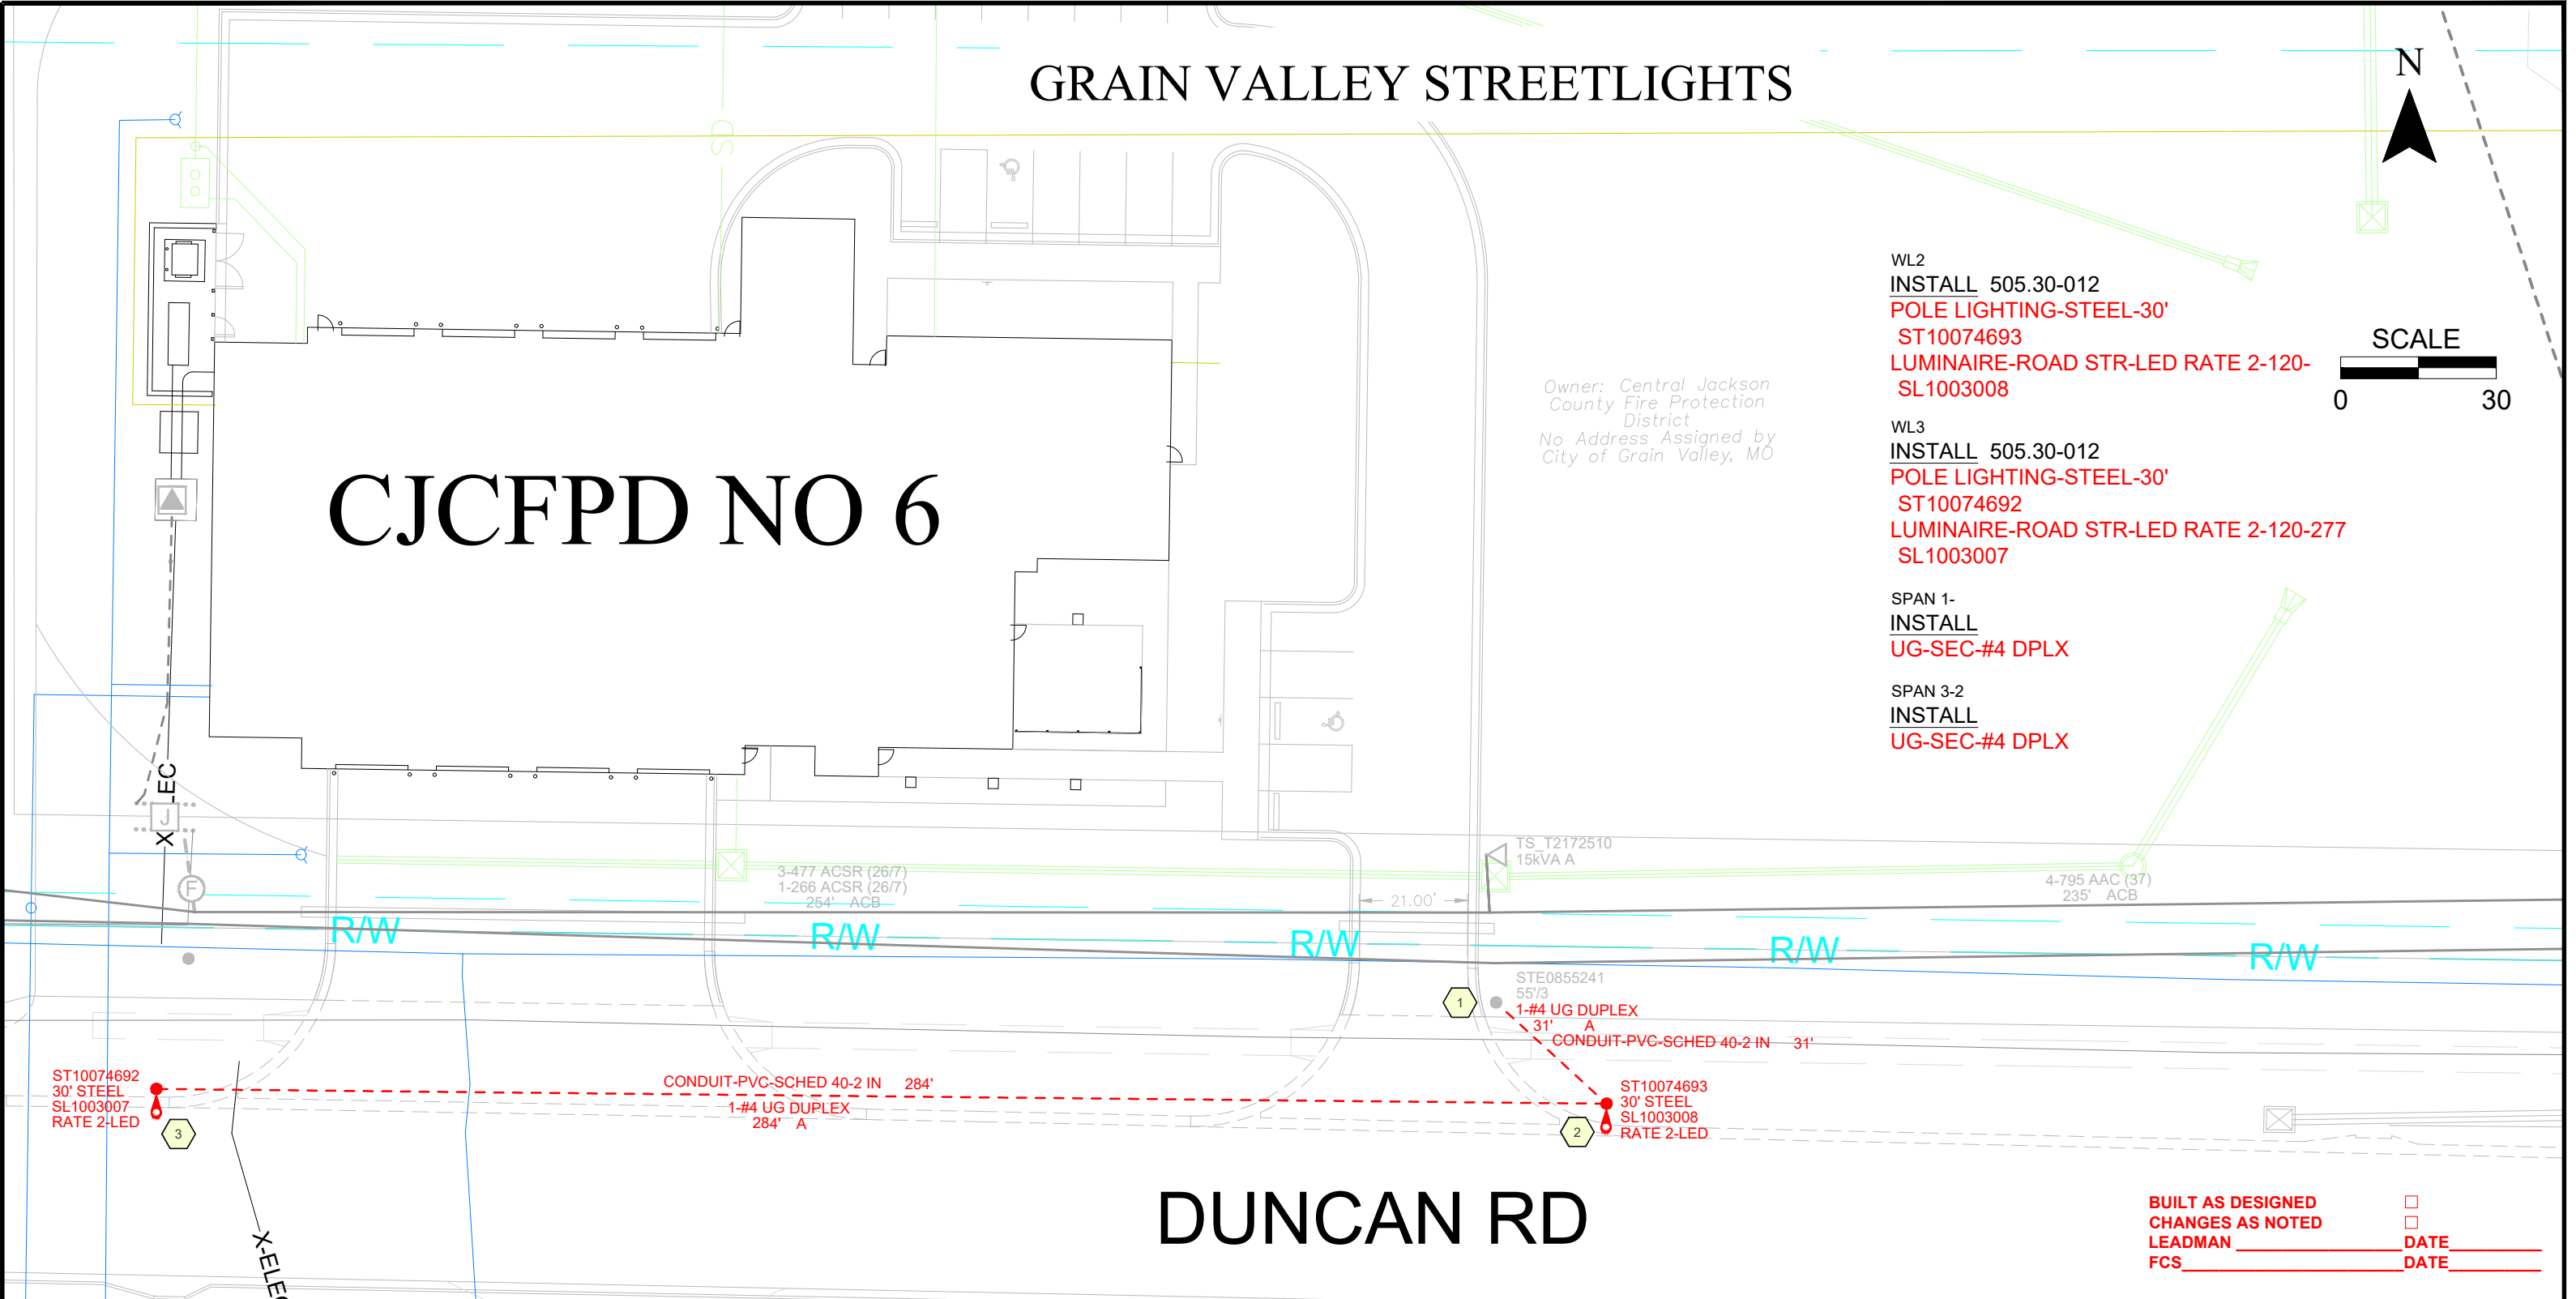 GRAIN VALLEY STREETLIGHTS
N
SD
WL2
INSTALL 505.30-012
POLE LIGHTING-STEEL-30'
ST10074693
LUMINAIRE-ROAD STR-LED RATE 2-120-
SL1003008
SCALE
0 30
WL3
INSTALL 505.30-012
POLE LIGHTING-STEEL-30'
ST10074692
LUMINAIRE-ROAD STR-LED RATE 2-120-277
SL1003007
SPAN 1-
INSTALL
UG-SEC-#4 DPLX
SPAN 3-2
INSTALL
UG-SEC-#4 DPLX
Owner: Central Jackson
County Fire Protection
District
No Address Assigned by
City of Grain Valley, MO
CJCFPD NO 6
X EC
J
F
3-477 ACSR (26/7)
1-266 ACSR (26/7)
254' ACB
TS_T2172510
15kVA A
21.00'
4-795 AAC (37)
235' ACB
R/W
R/W
R/W
R/W
R/W
STE0855241
55'/3
1
1-#4 UG DUPLEX
31' A
CONDUIT-PVC-SCHED 40-2 IN 31'
ST10074692
30' STEEL
SL1003007
RATE 2-LED
3
CONDUIT-PVC-SCHED 40-2 IN 284'
1-#4 UG DUPLEX
284' A
ST10074693
30' STEEL
SL1003008
RATE 2-LED
2
X-ELEC
DUNCAN RD
BUILT AS DESIGNED
CHANGES AS NOTED
LEADMAN DATE
FCS DATE